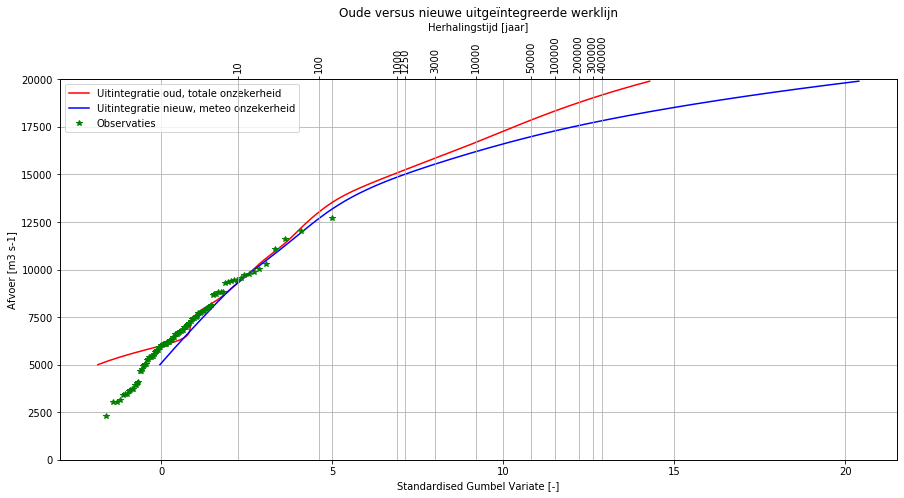 Oude versus nieuwe uitgeïntegreerde werklijn
Herhalingstijd [jaar]
10 100 1000 1250 3000 10000 50000 100000 200000 300000 400000
20000
17500
15000
12500
10000
7500
5000
2500
0
Afvoer [m3 s-1]
Uitintegratie oud, totale onzekerheid
Uitintegratie nieuw, meteo onzekerheid
Observaties
0 5 10 15 20
Standardised Gumbel Variate [-]